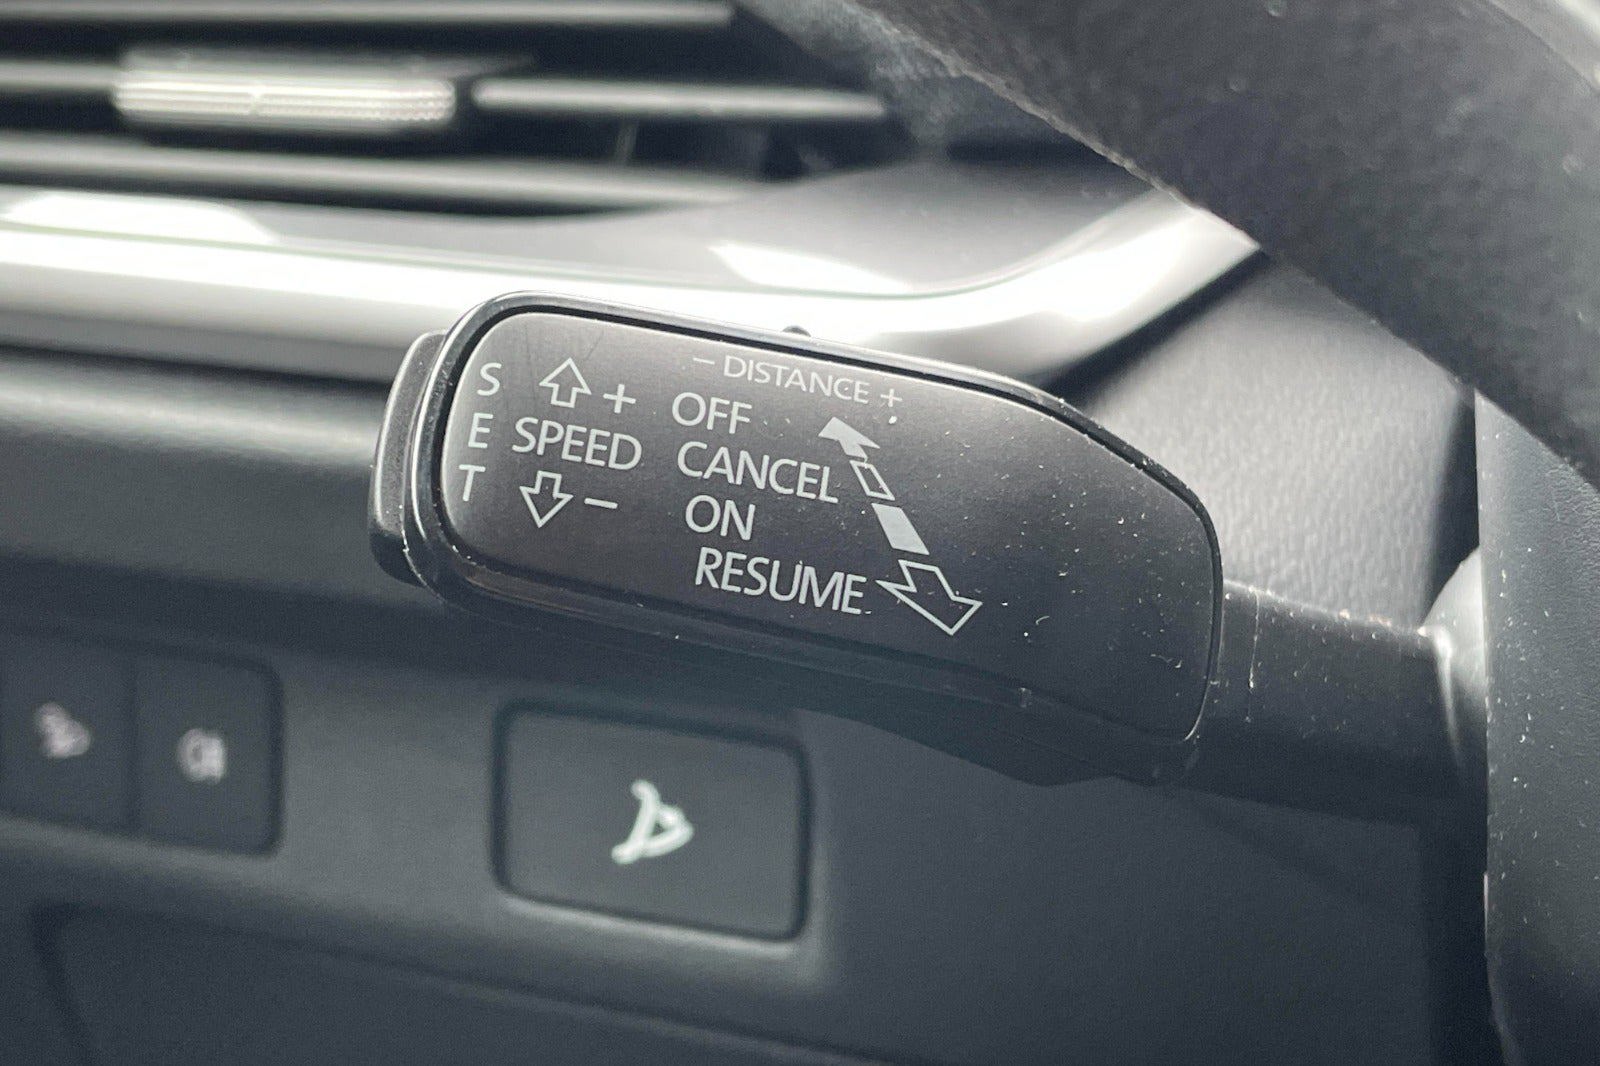 − DISTANCE +
S
E
T
+
SPEED
−
OFF
CANCEL
ON
RESUME